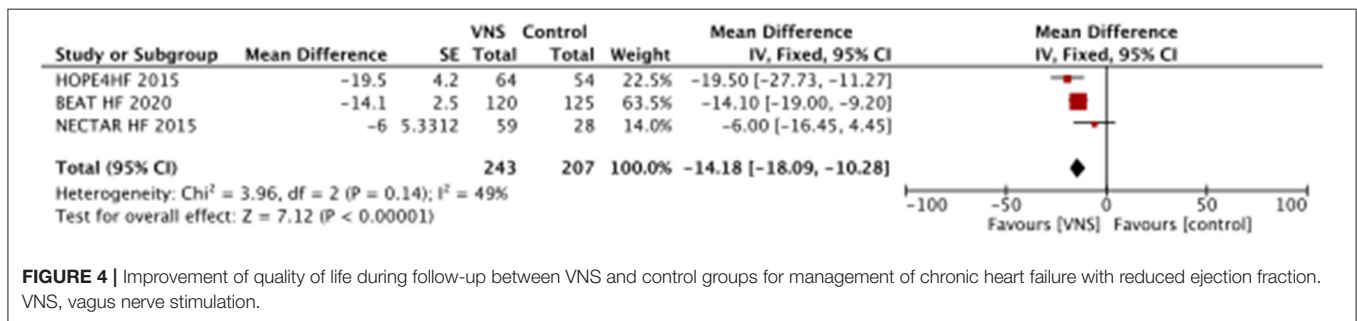 VNS Control Mean Difference Mean Difference
Study or Subgroup Mean Difference SE Total Total Weight IV, Fixed, 95% CI IV, Fixed, 95% CI
HOPE4HF 2015 −19.5 4.2 64 54 22.5% −19.50 [−27.73, −11.27]
BEAT HF 2020 −14.1 2.5 120 125 63.5% −14.10 [−19.00, −9.20]
NECTAR HF 2015 −6 5.3312 59 28 14.0% −6.00 [−16.45, 4.45]
Total (95% CI) 243 207 100.0% −14.18 [−18.09, −10.28]
Heterogeneity: Chi² = 3.96, df = 2 (P = 0.14); I² = 49%
Test for overall effect: Z = 7.12 (P < 0.00001)
−100 −50 0 50 100
Favours [VNS] Favours [control]
FIGURE 4 | Improvement of quality of life during follow-up between VNS and control groups for management of chronic heart failure with reduced ejection fraction.
VNS, vagus nerve stimulation.